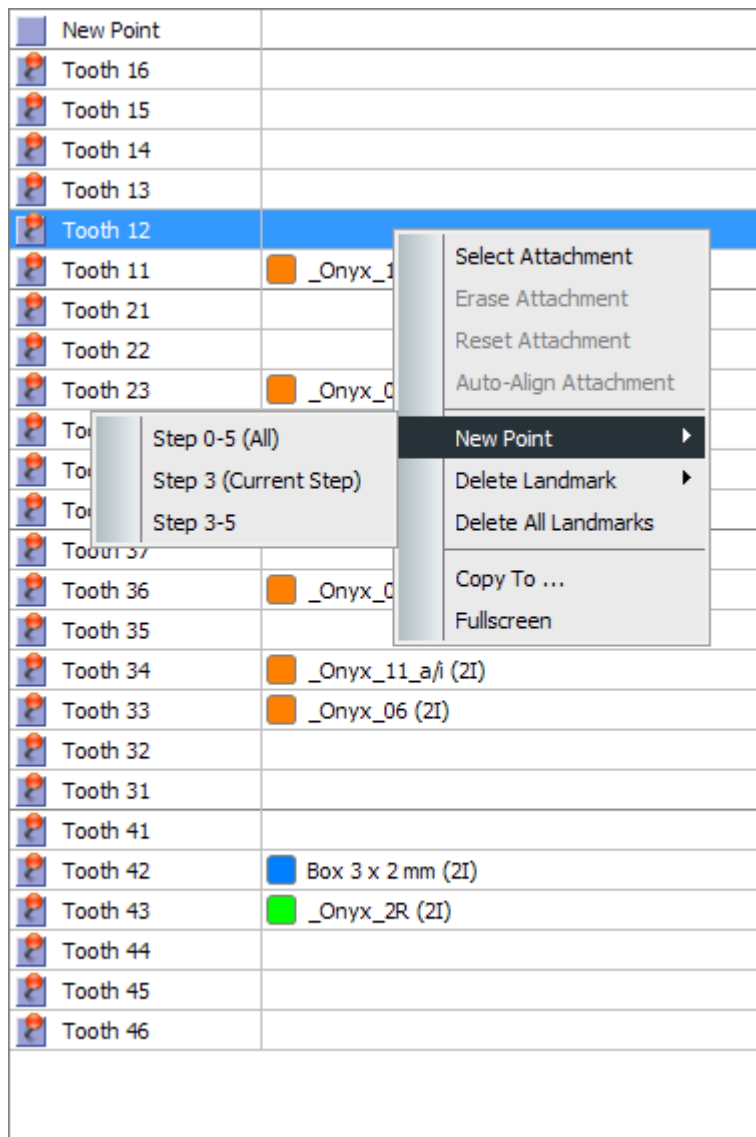 New Point
Tooth 16
Tooth 15
Tooth 14
Tooth 13
Tooth 12
Tooth 11 _Onyx_1
Tooth 21
Tooth 22
Tooth 23 _Onyx_0
Tooth 37
Tooth 36 _Onyx_0
Tooth 35
Tooth 34 _Onyx_11_a/i (2I)
Tooth 33 _Onyx_06 (2I)
Tooth 32
Tooth 31
Tooth 41
Tooth 42 Box 3 x 2 mm (2I)
Tooth 43 _Onyx_2R (2I)
Tooth 44
Tooth 45
Tooth 46
Select Attachment
Erase Attachment
Reset Attachment
Auto-Align Attachment
New Point
Delete Landmark
Delete All Landmarks
Copy To ...
Fullscreen
Step 0-5 (All)
Step 3 (Current Step)
Step 3-5